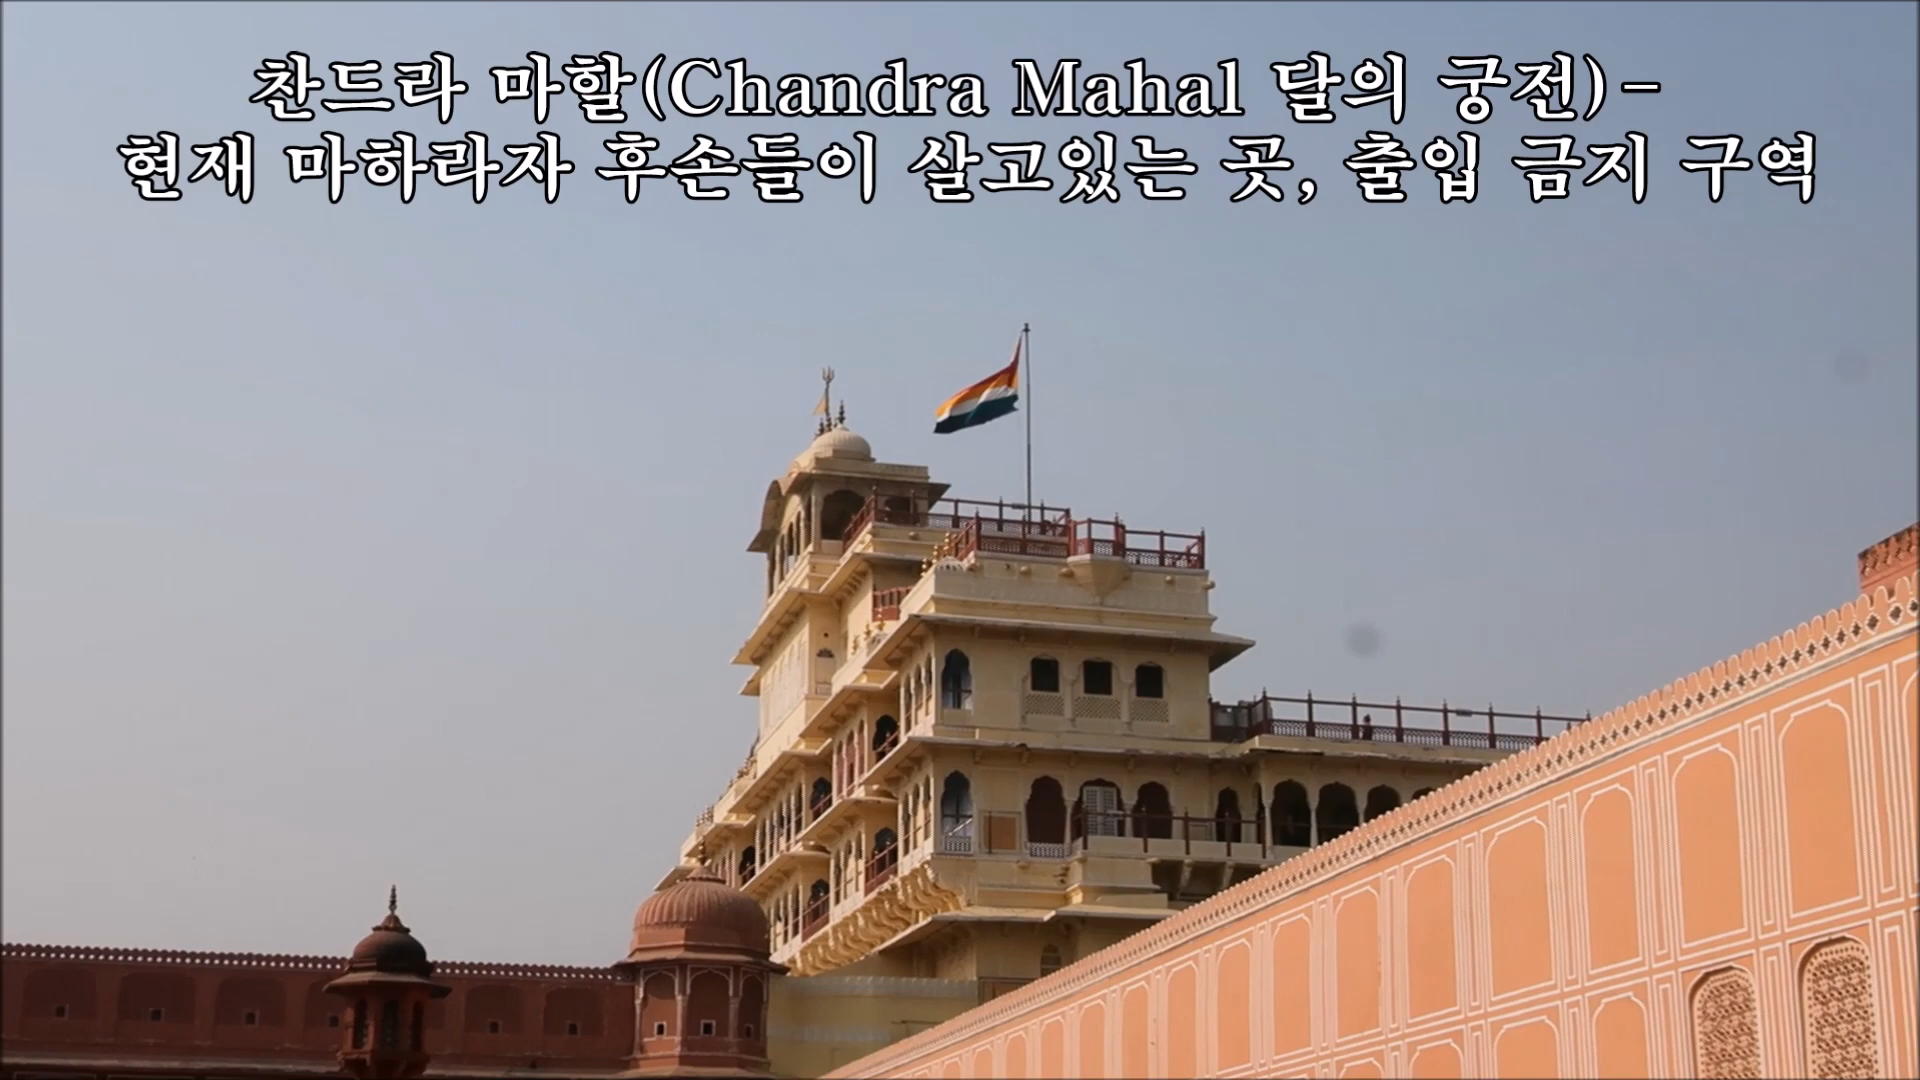 찬드라 마할(Chandra Mahal 달의 궁전)-
현재 마하라자 후손들이 살고있는 곳, 출입 금지 구역